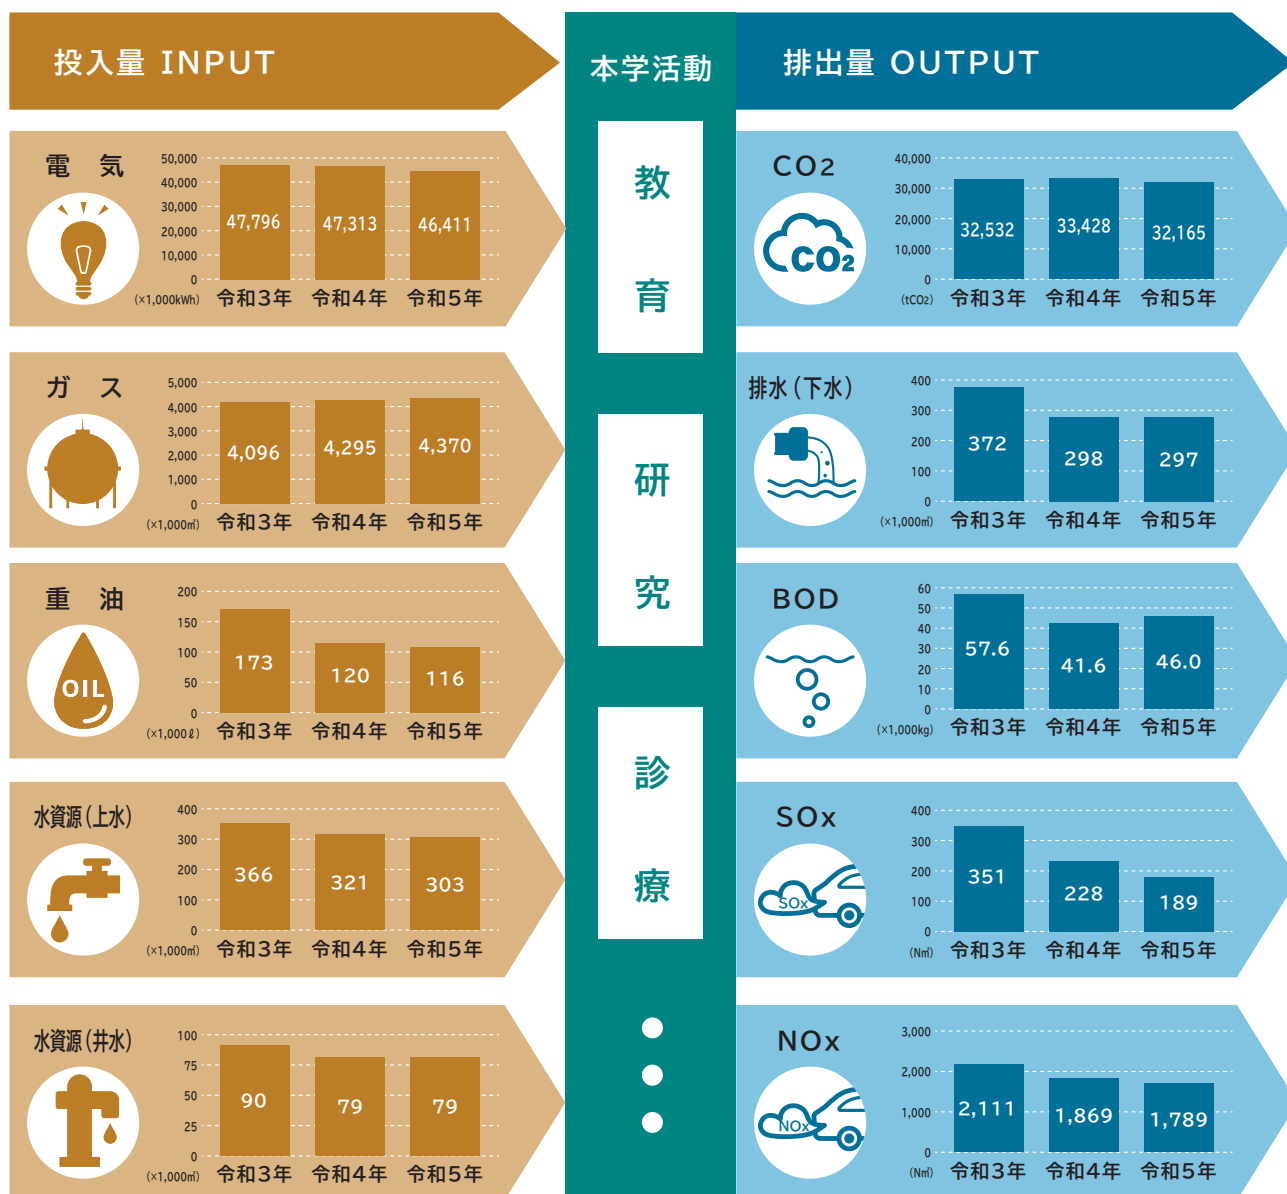 投入量 INPUT
電 気
50,000
40,000
30,000
20,000
10,000
0
(×1,000kWh)
47,796
47,313
46,411
令和3年 令和4年 令和5年
ガ ス
5,000
4,000
3,000
2,000
1,000
0
(×1,000㎥)
4,096
4,295
4,370
令和3年 令和4年 令和5年
重 油
OIL
200
150
100
50
0
(×1,000ℓ)
173
120
116
令和3年 令和4年 令和5年
水資源(上水)
400
300
200
100
0
(×1,000㎥)
366
321
303
令和3年 令和4年 令和5年
水資源(井水)
100
75
50
25
0
(×1,000㎥)
90
79
79
令和3年 令和4年 令和5年
本学活動
教育
研究
診療
排出量 OUTPUT
CO2
CO2
40,000
30,000
20,000
10,000
0
(tCO2)
32,532
33,428
32,165
令和3年 令和4年 令和5年
排水(下水)
400
300
200
100
0
(×1,000㎥)
372
298
297
令和3年 令和4年 令和5年
BOD
60
50
40
30
20
10
0
(×1,000kg)
57.6
41.6
46.0
令和3年 令和4年 令和5年
SOx
SOx
400
300
200
100
0
(N㎥)
351
228
189
令和3年 令和4年 令和5年
NOx
NOx
3,000
2,000
1,000
0
(N㎥)
2,111
1,869
1,789
令和3年 令和4年 令和5年